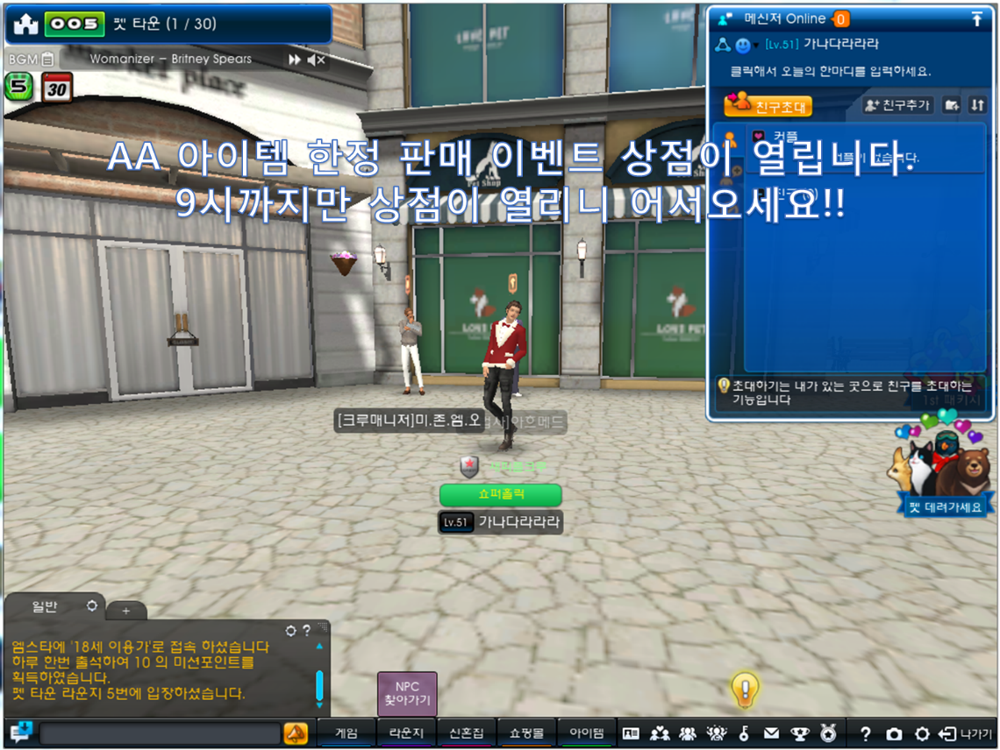 005 펫 타운 (1 / 30)
BGM
Womanizer – Britney Spears
5
30
AA 아이템 한정 판매 이벤트 상점이 열립니다.
9시까지만 상점이 열리니 어서오세요!!
메신저 Online 0
[Lv.51] 가나다라라라
클릭해서 오늘의 한마디를 입력하세요.
친구초대
친구추가
커플
초대하기는 내가 있는 곳으로 친구를 초대하는
기능입니다
Pet Shop
[크루매니저]미.존.엠.오
쇼퍼홀릭
Lv.51 가나다라라라
펫 데려가세요
일반
+
?
엠스타에 '18세 이용가'로 접속 하셨습니다
하루 한번 출석하여 10 의 미션포인트를
획득하였습니다.
펫 타운 라운지 5번에 입장하셨습니다.
NPC
찾아가기
게임
라운지
신혼집
쇼핑몰
아이템
?
나가기